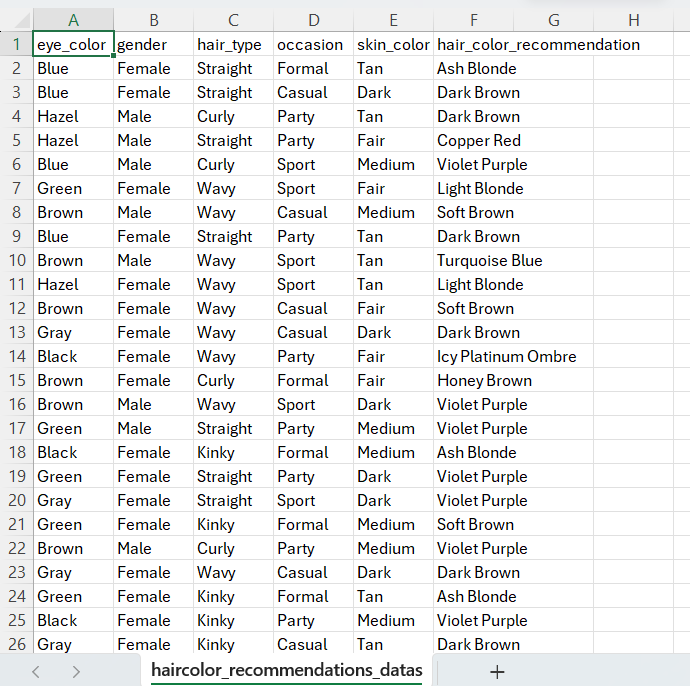 A B C D E F G H
1 eye_color gender hair_type occasion skin_color hair_color_recommendation
2 Blue Female Straight Formal Tan Ash Blonde
3 Blue Female Straight Casual Dark Dark Brown
4 Hazel Male Curly Party Tan Dark Brown
5 Hazel Male Straight Party Fair Copper Red
6 Blue Male Curly Sport Medium Violet Purple
7 Green Female Wavy Sport Fair Light Blonde
8 Brown Male Wavy Casual Medium Soft Brown
9 Blue Female Straight Party Tan Dark Brown
10 Brown Male Wavy Sport Tan Turquoise Blue
11 Hazel Female Wavy Sport Tan Light Blonde
12 Brown Female Wavy Casual Fair Soft Brown
13 Gray Female Wavy Casual Dark Dark Brown
14 Black Female Wavy Party Fair Icy Platinum Ombre
15 Brown Female Curly Formal Fair Honey Brown
16 Brown Male Wavy Sport Dark Violet Purple
17 Green Male Straight Party Medium Violet Purple
18 Black Female Kinky Formal Medium Ash Blonde
19 Green Female Straight Party Dark Violet Purple
20 Gray Female Straight Sport Dark Violet Purple
21 Green Female Kinky Formal Medium Soft Brown
22 Brown Male Curly Party Medium Violet Purple
23 Gray Female Wavy Casual Dark Dark Brown
24 Green Female Kinky Formal Tan Ash Blonde
25 Black Female Kinky Party Medium Violet Purple
26 Gray Female Kinky Casual Tan Dark Brown
haircolor_recommendations_datas